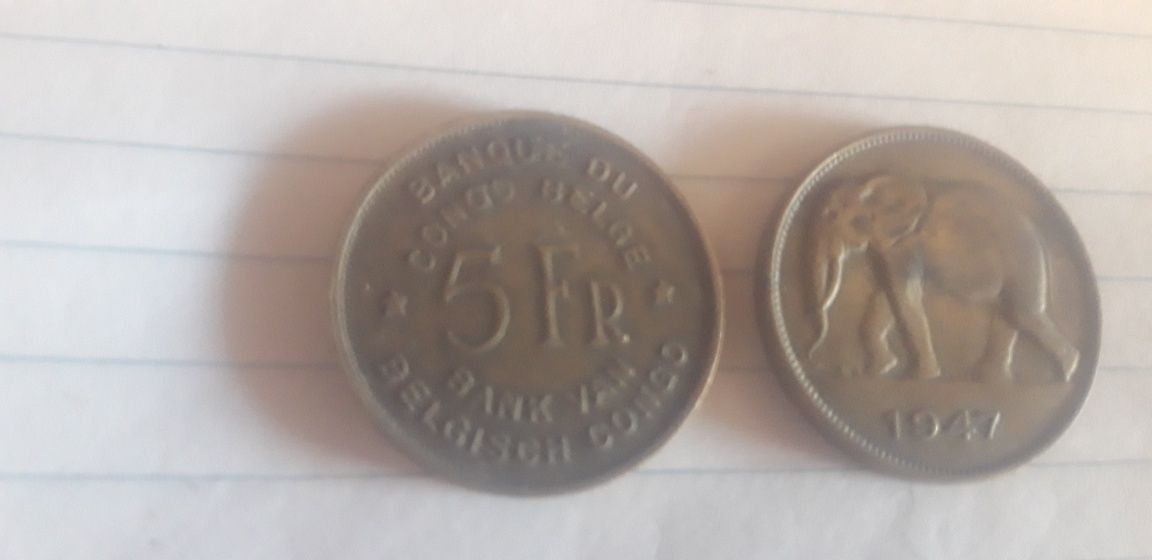 BANQUE DU
CONGO BELGE
5 FR.
BANK VAN
BELGISCH CONGO
1947